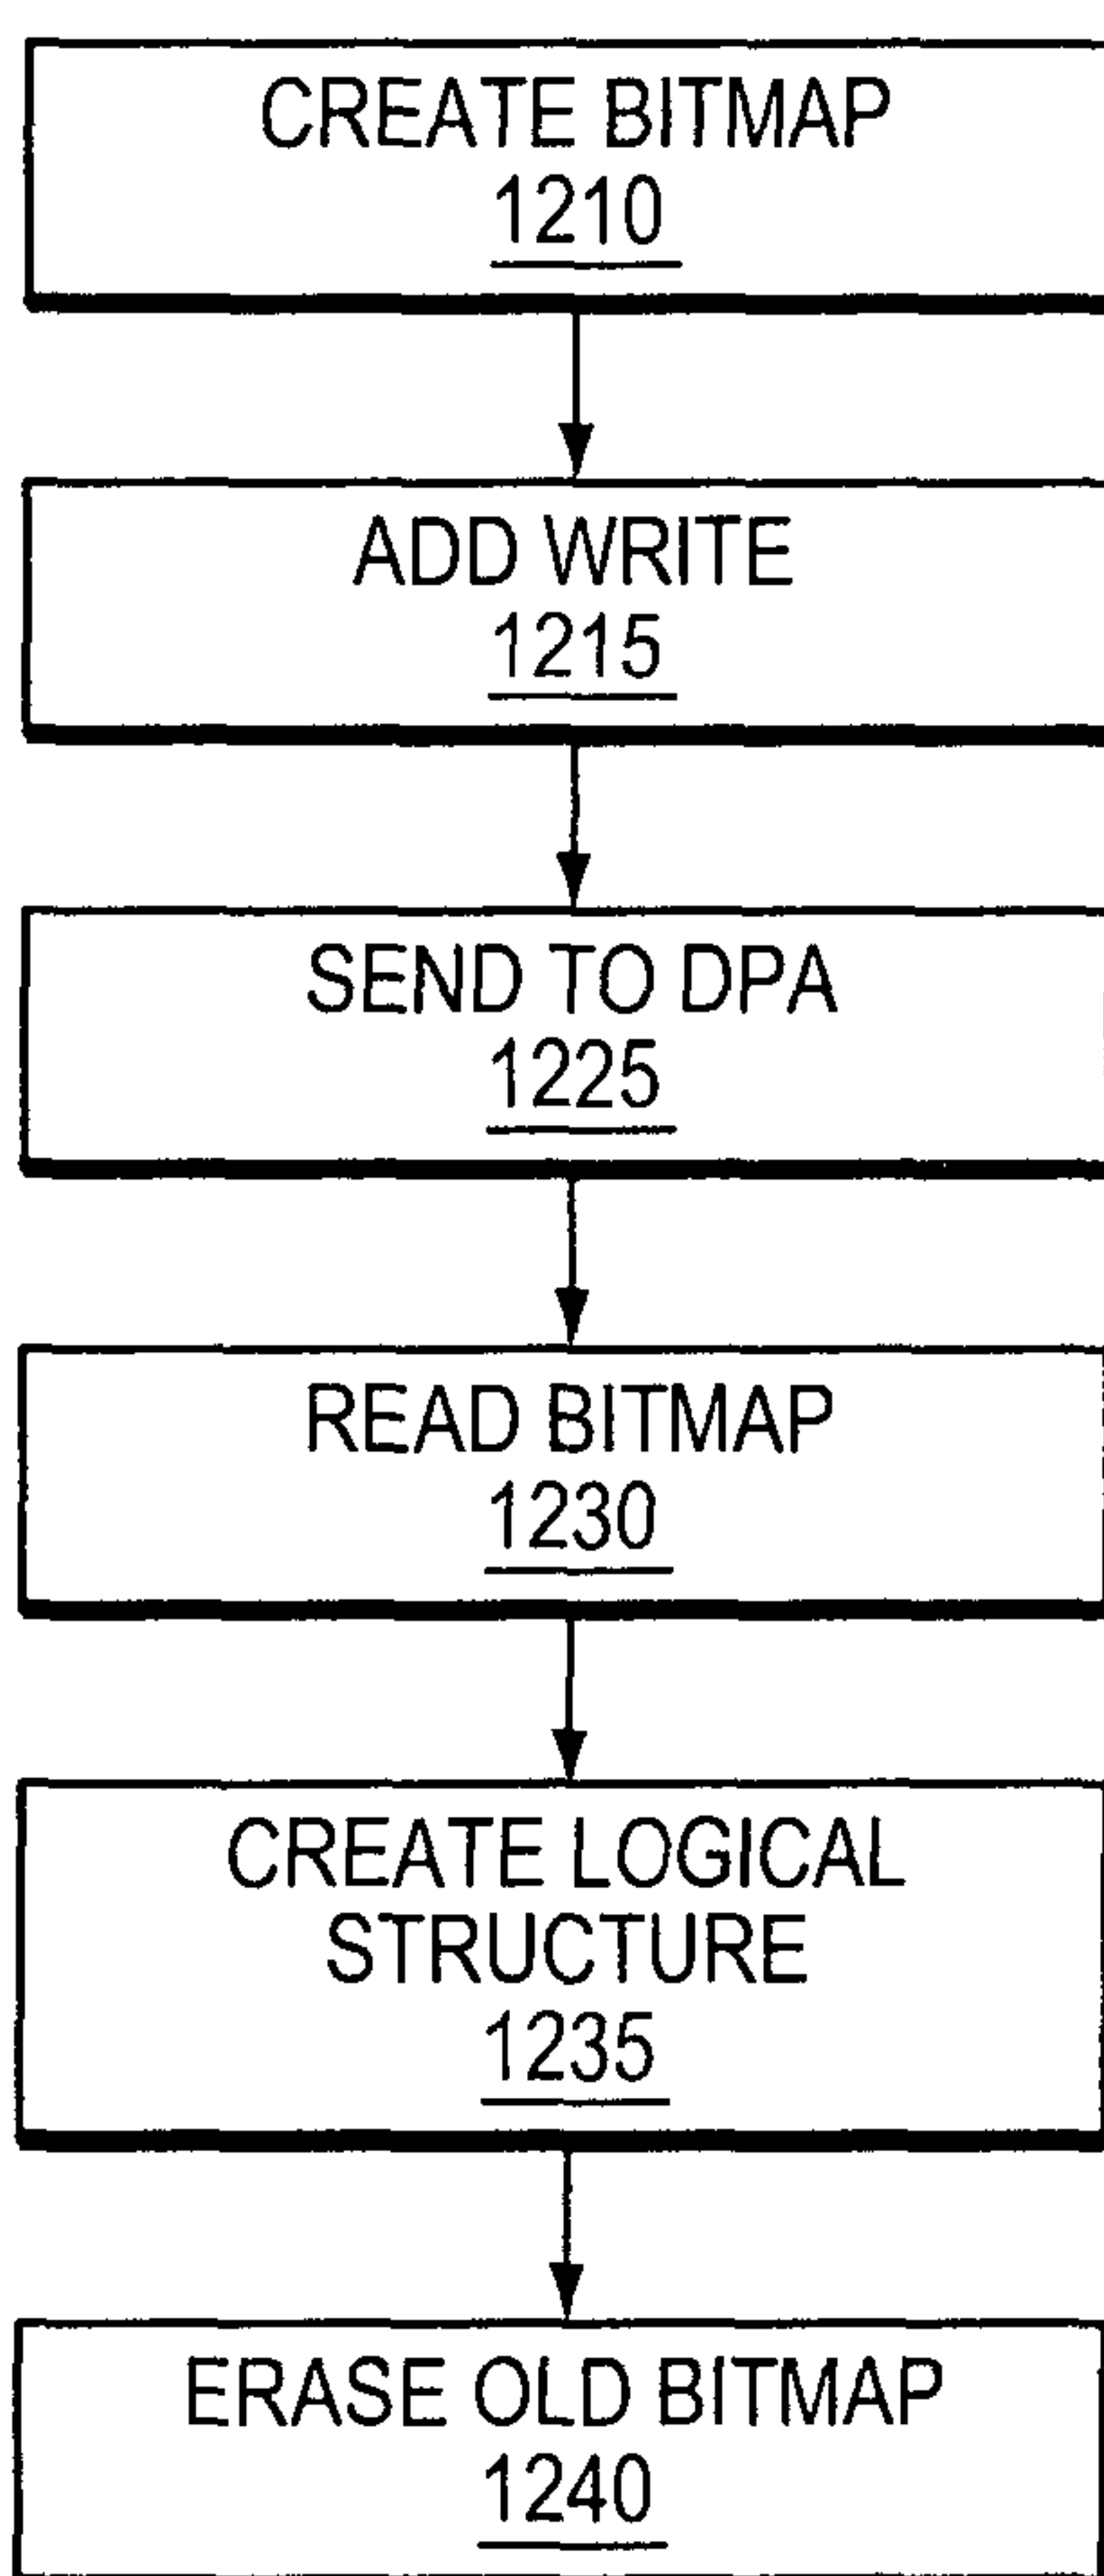 CREATE BITMAP
1210
ADD WRITE
1215
SEND TO DPA
1225
READ BITMAP
1230
CREATE LOGICAL
STRUCTURE
1235
ERASE OLD BITMAP
1240